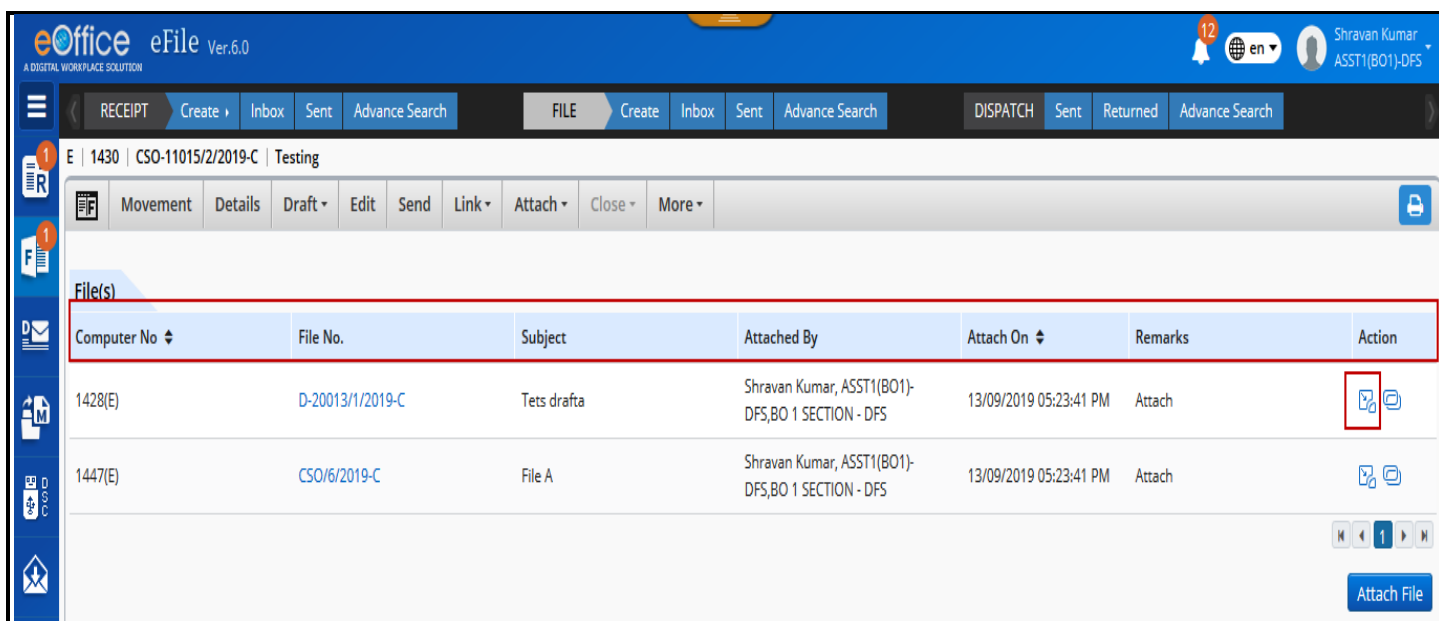 eOffice eFile Ver.6.0
A DIGITAL WORKPLACE SOLUTION
12
en
Shravan Kumar
ASST1(BO1)-DFS
RECEIPT Create Inbox Sent Advance Search FILE Create Inbox Sent Advance Search DISPATCH Sent Returned Advance Search
1
R
E | 1430 | CSO-11015/2/2019-C | Testing
F Movement Details Draft Edit Send Link Attach Close More
1
F
File(s)
D
Computer No File No. Subject Attached By Attach On Remarks Action
M
1428(E) D-20013/1/2019-C Tets drafta Shravan Kumar, ASST1(BO1)- 13/09/2019 05:23:41 PM Attach
DFS,BO 1 SECTION - DFS
DSC
1447(E) CSO/6/2019-C File A Shravan Kumar, ASST1(BO1)- 13/09/2019 05:23:41 PM Attach
DFS,BO 1 SECTION - DFS
1
Attach File